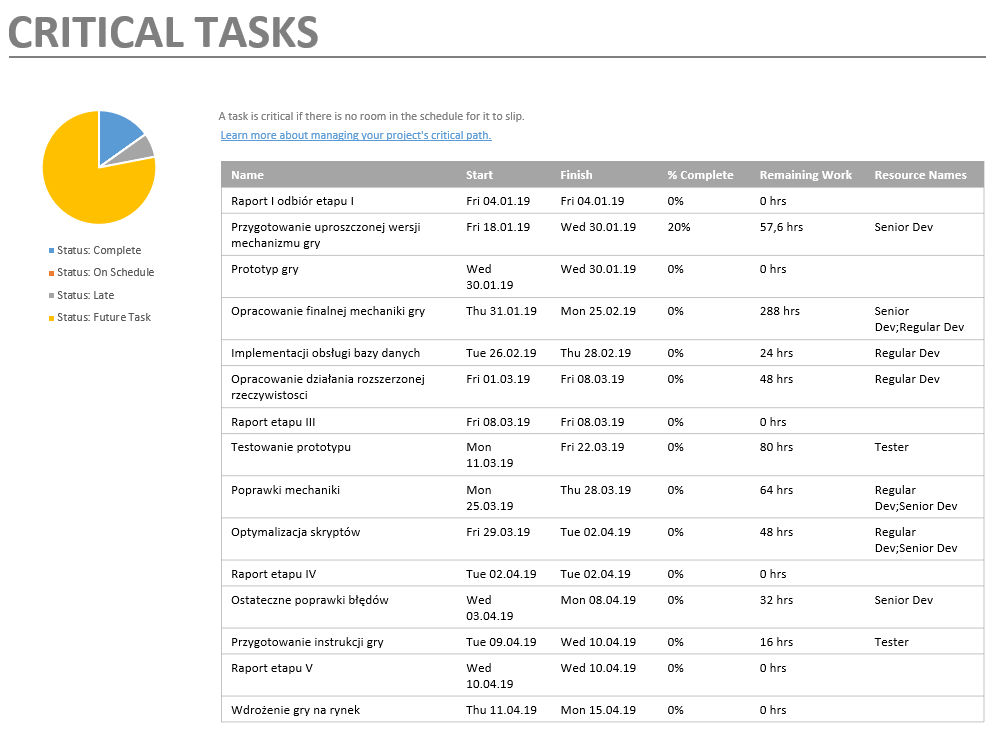 CRITICAL TASKS
A task is critical if there is no room in the schedule for it to slip.
Learn more about managing your project's critical path.
Status: Complete
Status: On Schedule
Status: Late
Status: Future Task
Name Start Finish % Complete Remaining Work Resource Names
Raport I odbiór etapu I Fri 04.01.19 Fri 04.01.19 0% 0 hrs
Przygotowanie uproszczonej wersji Fri 18.01.19 Wed 30.01.19 20% 57,6 hrs Senior Dev
mechanizmu gry
Prototyp gry Wed Wed 30.01.19 0% 0 hrs
30.01.19
Opracowanie finalnej mechaniki gry Thu 31.01.19 Mon 25.02.19 0% 288 hrs Senior
Dev;Regular Dev
Implementacji obsługi bazy danych Tue 26.02.19 Thu 28.02.19 0% 24 hrs Regular Dev
Opracowanie działania rozszerzonej Fri 01.03.19 Fri 08.03.19 0% 48 hrs Regular Dev
rzeczywistosci
Raport etapu III Fri 08.03.19 Fri 08.03.19 0% 0 hrs
Testowanie prototypu Mon Fri 22.03.19 0% 80 hrs Tester
11.03.19
Poprawki mechaniki Mon Thu 28.03.19 0% 64 hrs Regular
25.03.19 Dev;Senior Dev
Optymalizacja skryptów Fri 29.03.19 Tue 02.04.19 0% 48 hrs Regular
Dev;Senior Dev
Raport etapu IV Tue 02.04.19 Tue 02.04.19 0% 0 hrs
Ostateczne poprawki błędów Wed Mon 08.04.19 0% 32 hrs Senior Dev
03.04.19
Przygotowanie instrukcji gry Tue 09.04.19 Wed 10.04.19 0% 16 hrs Tester
Raport etapu V Wed Wed 10.04.19 0% 0 hrs
10.04.19
Wdrożenie gry na rynek Thu 11.04.19 Mon 15.04.19 0% 0 hrs